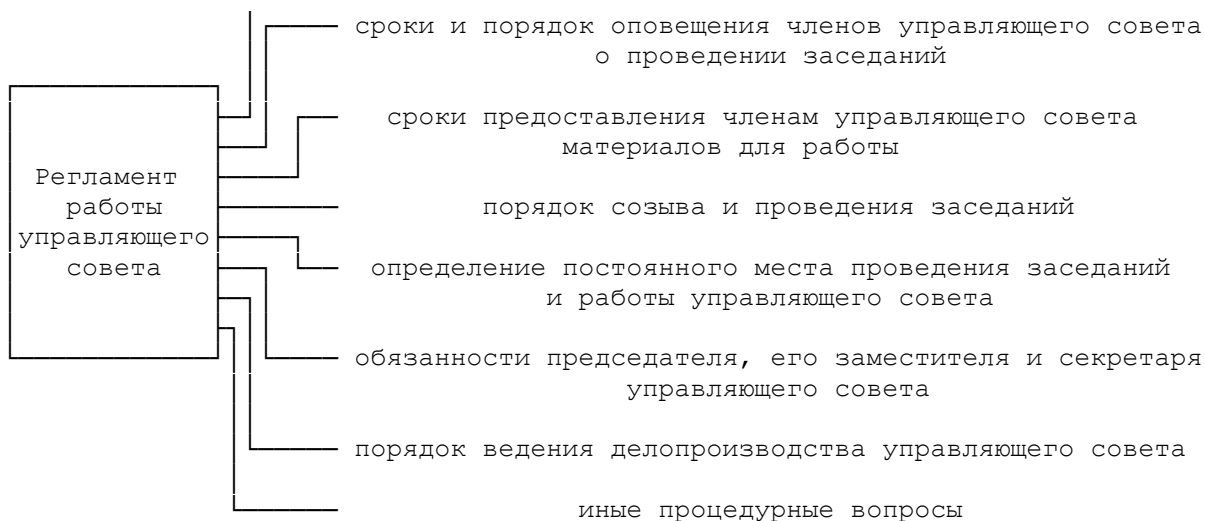 сроки и порядок оповещения членов управляющего совета
о проведении заседаний
сроки предоставления членам управляющего совета
материалов для работы
Регламент
работы
управляющего
совета
порядок созыва и проведения заседаний
определение постоянного места проведения заседаний
и работы управляющего совета
обязанности председателя, его заместителя и секретаря
управляющего совета
порядок ведения делопроизводства управляющего совета
иные процедурные вопросы